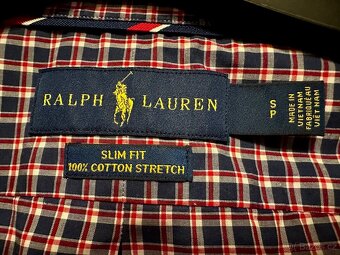 RALPH LAUREN
S
P
MADE IN
VIETNAM
FABRIQUÉ AU
VIET NAM
SLIM FIT
100% COTTON STRETCH